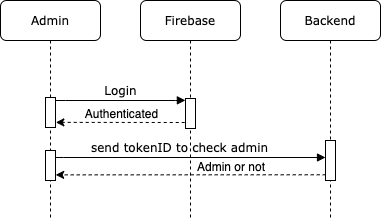 Admin
Firebase
Backend
Login
Authenticated
send tokenID to check admin
Admin or not